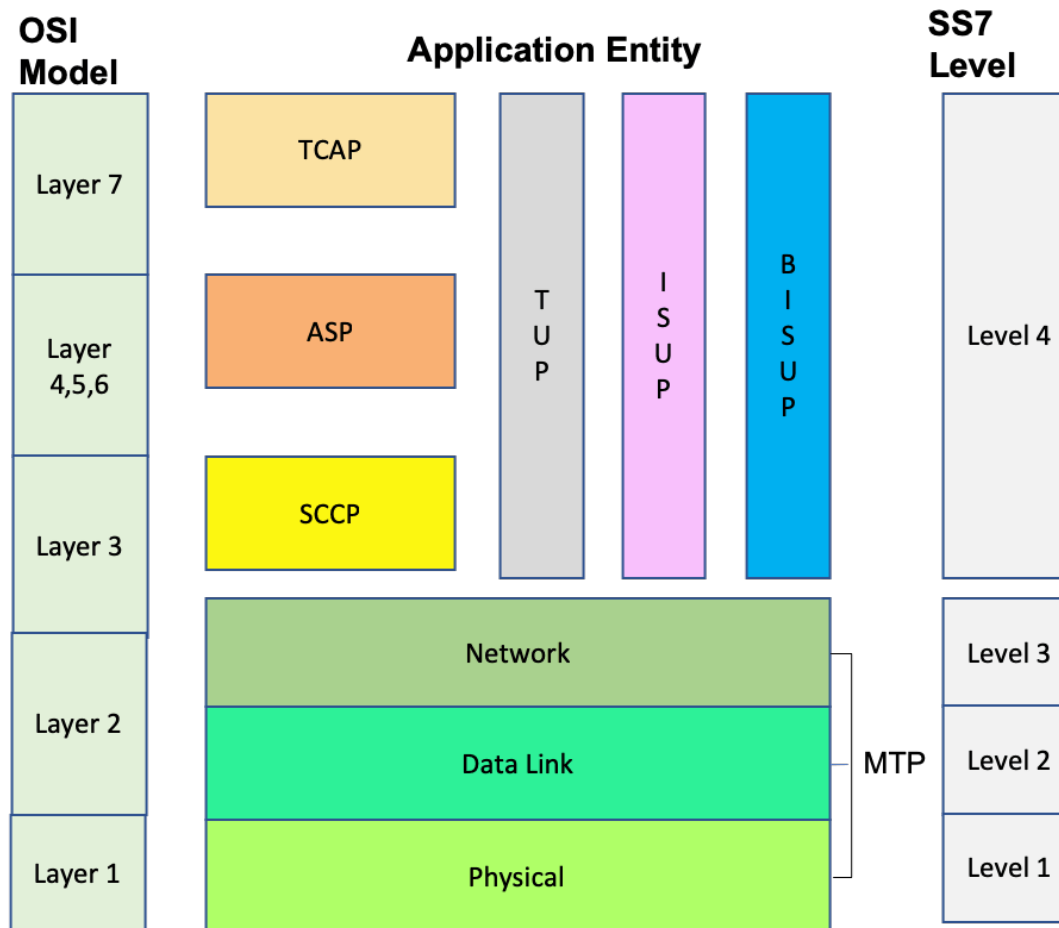 OSI
Model
Application Entity
SS7
Level
Layer 7
Layer
4,5,6
Layer 3
Layer 2
Layer 1
TCAP
ASP
SCCP
T
U
P
I
S
U
P
B
I
S
U
P
Network
Data Link
Physical
MTP
Level 4
Level 3
Level 2
Level 1